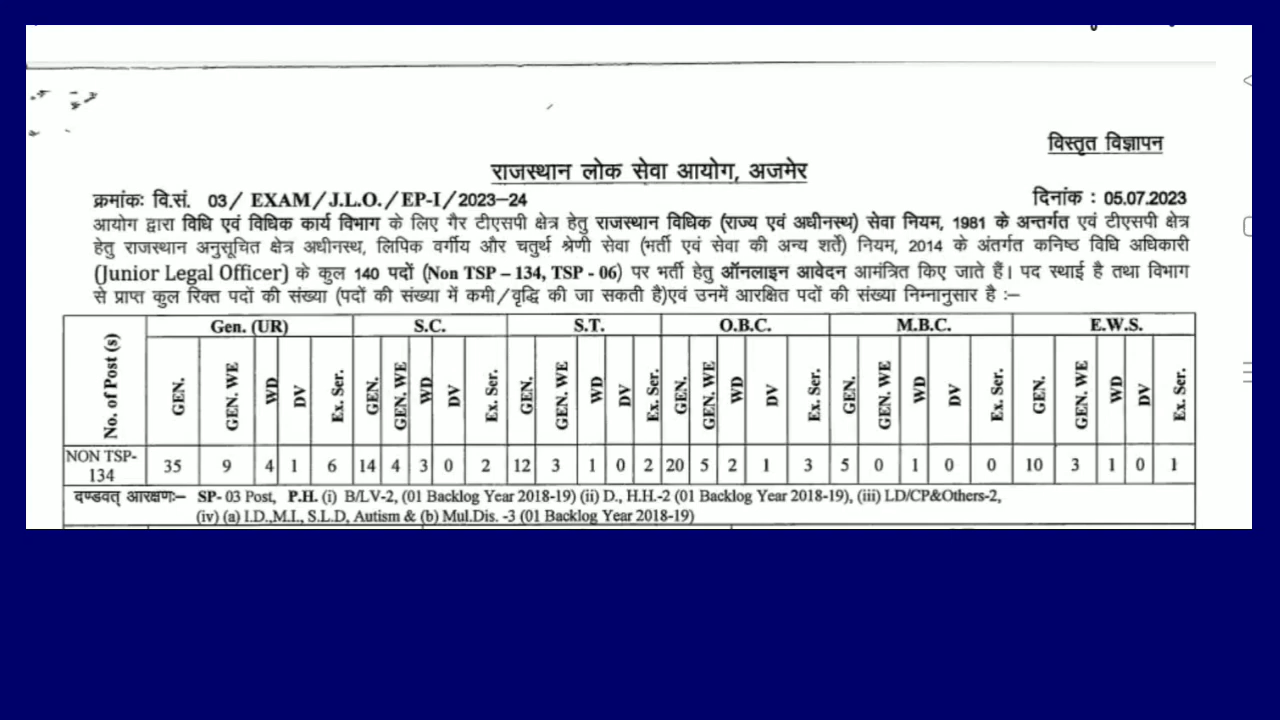 विस्तृत विज्ञापन
राजस्थान लोक सेवा आयोग, अजमेर
क्रमांकः वि.सं. 03/ EXAM/J.L.O./EP-I/2023-24 दिनांक : 05.07.2023
आयोग द्वारा विधि एवं विधिक कार्य विभाग के लिए गैर टीएसपी क्षेत्र हेतु राजस्थान विधिक (राज्य एवं अधीनस्थ) सेवा नियम, 1981 के अन्तर्गत एवं टीएसपी क्षेत्र
हेतु राजस्थान अनुसूचित क्षेत्र अधीनस्थ, लिपिक वर्गीय और चतुर्थ श्रेणी सेवा (भर्ती एवं सेवा की अन्य शर्ते) नियम, 2014 के अंतर्गत कनिष्ठ विधि अधिकारी
(Junior Legal Officer) के कुल 140 पदों (Non TSP – 134, TSP - 06) पर भर्ती हेतु ऑनलाइन आवेदन आमंत्रित किए जाते हैं। पद स्थाई है तथा विभाग
से प्राप्त कुल रिक्त पदों की संख्या (पदों की संख्या में कमी/वृद्धि की जा सकती है)एवं उनमें आरक्षित पदों की संख्या निम्नानुसार है :–
No. of Post (s) Gen. (UR) S.C. S.T. O.B.C. M.B.C. E.W.S.
GEN. GEN. WE WD DV Ex. Ser. GEN. GEN. WE WD DV Ex. Ser. GEN. GEN. WE WD DV Ex. Ser. GEN. GEN. WE WD DV Ex. Ser. GEN. GEN. WE WD DV Ex. Ser. GEN. GEN. WE WD DV Ex. Ser.
NON TSP-
134 35 9 4 1 6 14 4 3 0 2 12 3 1 0 2 20 5 2 1 3 5 0 1 0 0 10 3 1 0 1
दण्डवत् आरक्षणः– SP- 03 Post, P.H. (i) B/LV-2, (01 Backlog Year 2018-19) (ii) D., H.H.-2 (01 Backlog Year 2018-19), (iii) LD/CP&Others-2,
(iv) (a) I.D.,M.I., S.L.D, Autism & (b) Mul.Dis. -3 (01 Backlog Year 2018-19)